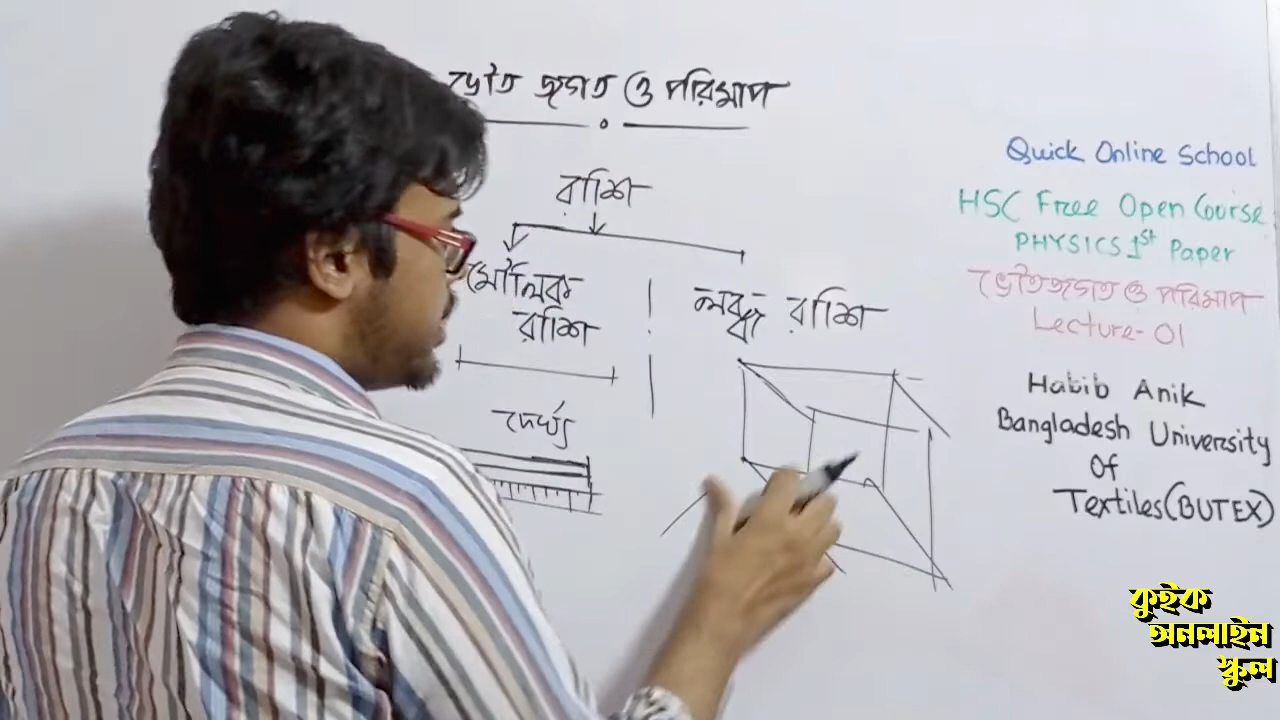 ভৌত জগত ও পরিমাপ
রাশি
মৌলিক
রাশি
লব্ধ রাশি
দৈর্ঘ্য
Quick Online School
HSC Free Open Course
PHYSICS 1st Paper
ভৌতজগত ও পরিমাপ
Lecture-01
Habib Anik
Bangladesh University
Of
Textiles(BUTEX)
কুইক
অনলাইন
স্কুল